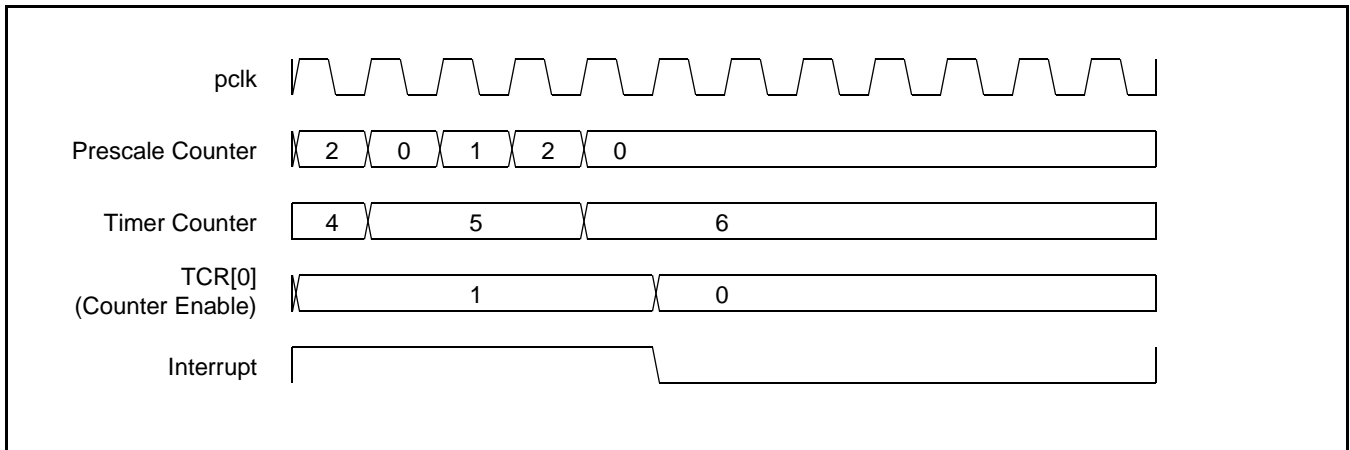 pclk
Prescale Counter 2 0 1 2 0
Timer Counter 4 5 6
TCR[0]
(Counter Enable) 1 0
Interrupt